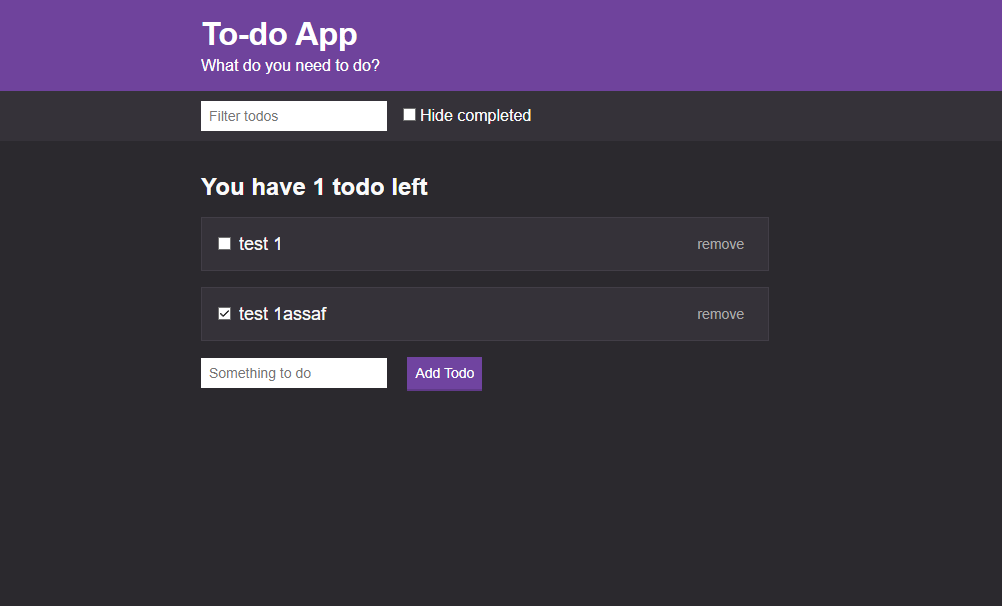 To-do App
What do you need to do?
Filter todos
Hide completed
You have 1 todo left
test 1
remove
test 1assaf
remove
Something to do
Add Todo